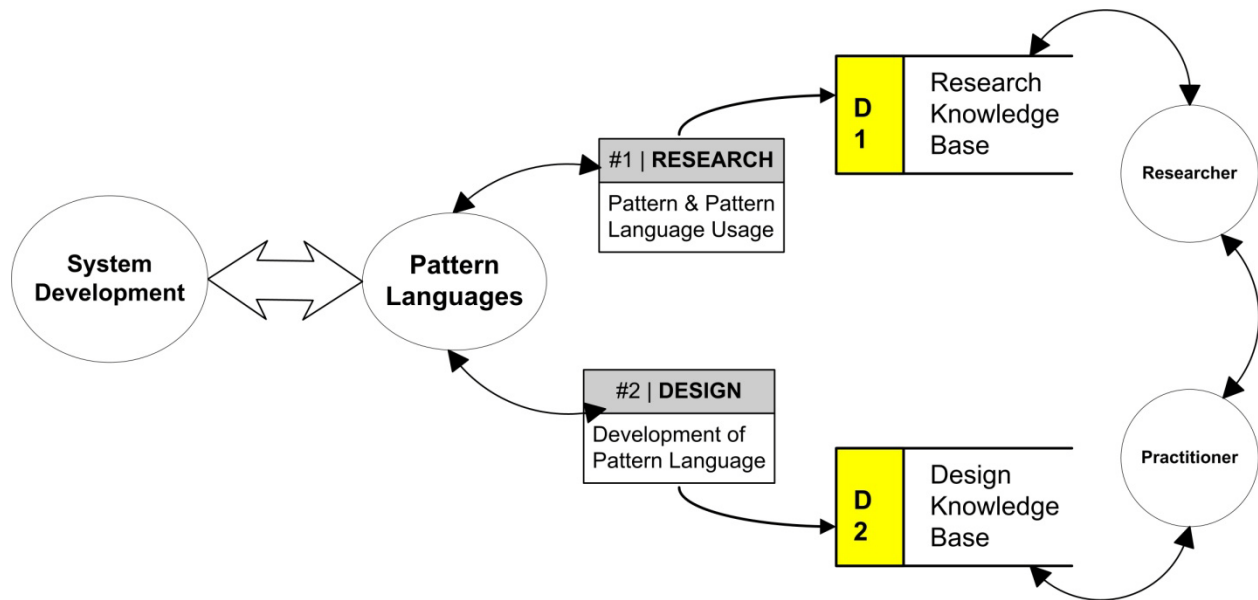 System
Development
Pattern
Languages
#1 | RESEARCH
Pattern & Pattern
Language Usage
#2 | DESIGN
Development of
Pattern Language
D
1
Research
Knowledge
Base
D
2
Design
Knowledge
Base
Researcher
Practitioner